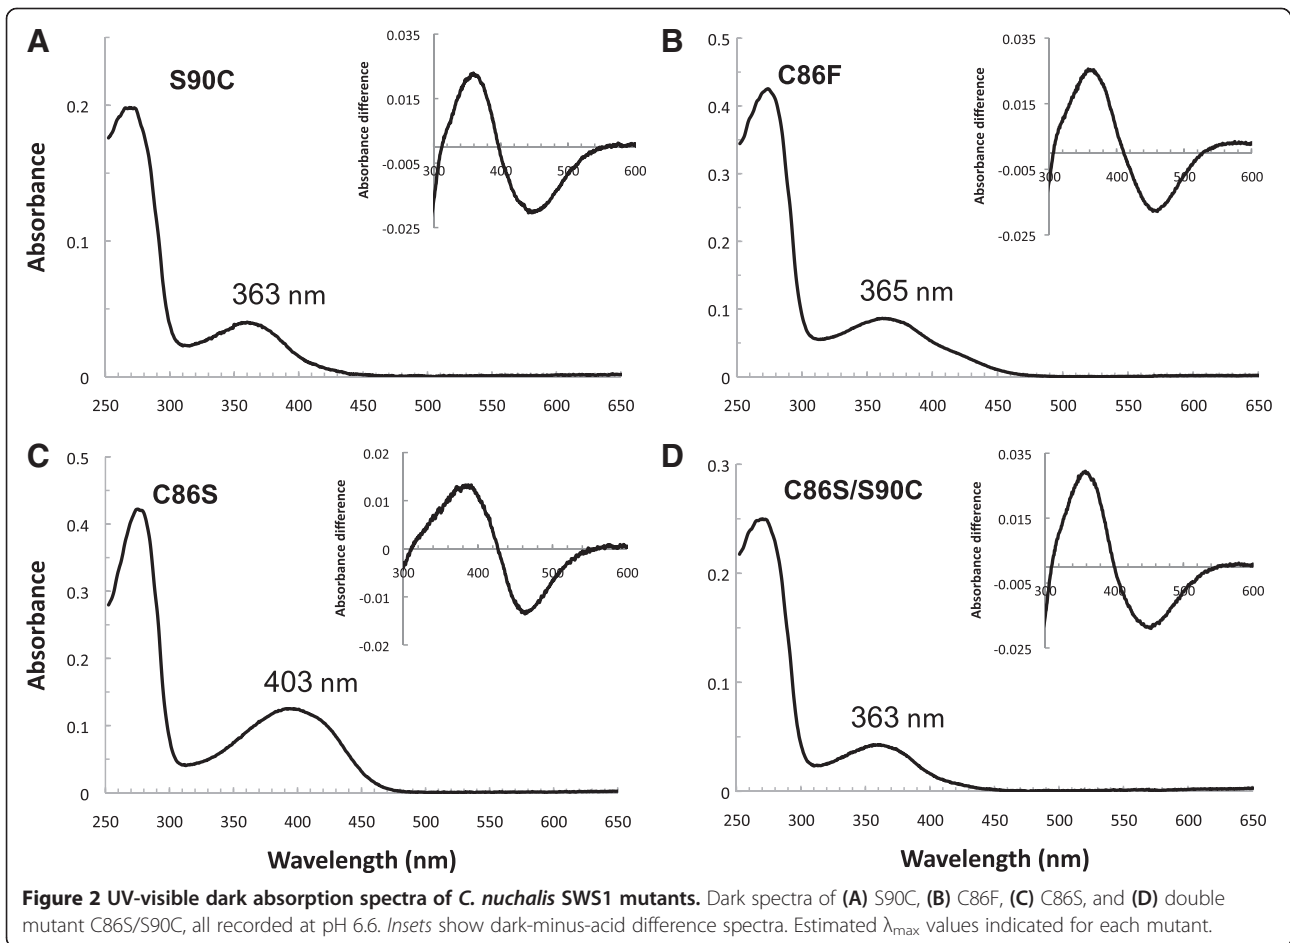 A
S90C
0.2
0.1
0
Absorbance
363 nm
250 300 350 400 450 500 550 600 650
0.035
0.015
-0.005
-0.025
Absorbance difference
300 400 500 600
B
C86F
0.5
0.4
0.3
0.2
0.1
0
365 nm
250 300 350 400 450 500 550 600 650
0.035
0.015
-0.005
-0.025
Absorbance difference
300 400 500 600
C
C86S
0.5
0.4
0.3
0.2
0.1
0
Absorbance
403 nm
250 300 350 400 450 500 550 600 650
Wavelength (nm)
0.02
0.01
0
-0.01
-0.02
Absorbance difference
300 400 500 600
D
C86S/S90C
0.3
0.2
0.1
0
363 nm
250 300 350 400 450 500 550 600 650
Wavelength (nm)
0.035
0.015
-0.005
-0.025
Absorbance difference
300 400 500 600
Figure 2 UV-visible dark absorption spectra of C. nuchalis SWS1 mutants. Dark spectra of (A) S90C, (B) C86F, (C) C86S, and (D) double
mutant C86S/S90C, all recorded at pH 6.6. Insets show dark-minus-acid difference spectra. Estimated λmax values indicated for each mutant.